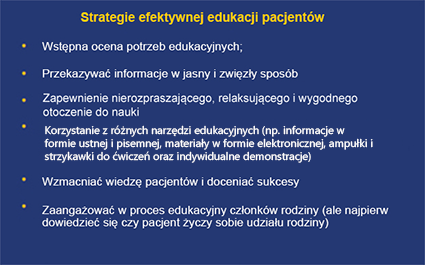 Strategie efektywnej edukacji pacjentów
• Wstępna ocena potrzeb edukacyjnych;
• Przekazywać informacje w jasny i zwięzły sposób
• Zapewnienie nierozpraszającego, relaksującego i wygodnego
otoczenie do nauki
• Korzystanie z różnych narzędzi edukacyjnych (np. informacje w
formie ustnej i pisemnej, materiały w formie elektronicznej, ampułki i
strzykawki do ćwiczeń oraz indywidualne demonstracje)
• Wzmacniać wiedzę pacjentów i doceniać sukcesy
• Zaangażować w proces edukacyjny członków rodziny (ale najpierw
dowiedzieć się czy pacjent życzy sobie udziału rodziny)